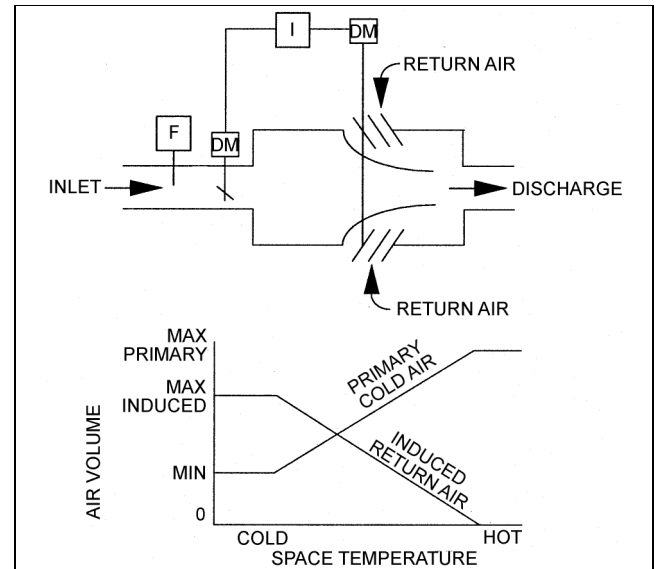 I
DM
RETURN AIR
F
DM
INLET
DISCHARGE
RETURN AIR
MAX
PRIMARY
MAX
INDUCED
MIN
0
AIR VOLUME
PRIMARY
COLD AIR
INDUCED
RETURN AIR
COLD
HOT
SPACE TEMPERATURE